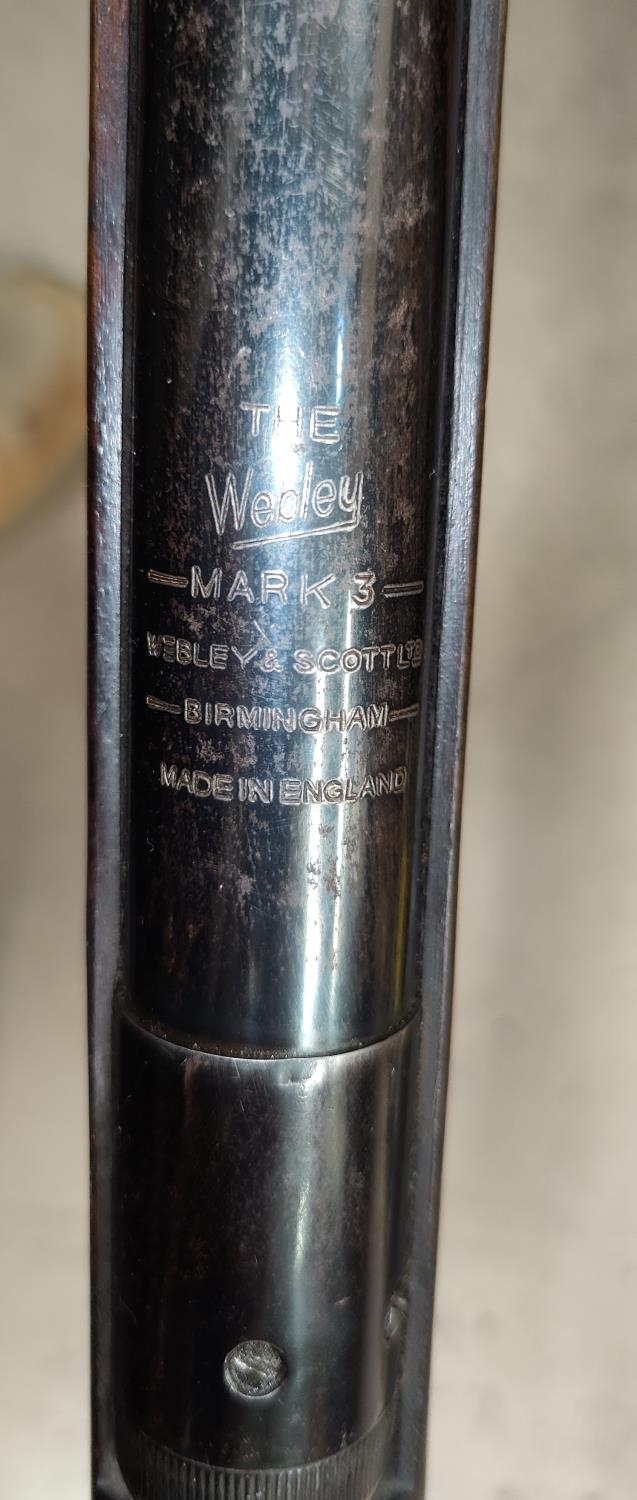 THE
Webley
—MARK 3—
WEBLEY & SCOTT LTD
—BIRMINGHAM—
MADE IN ENGLAND